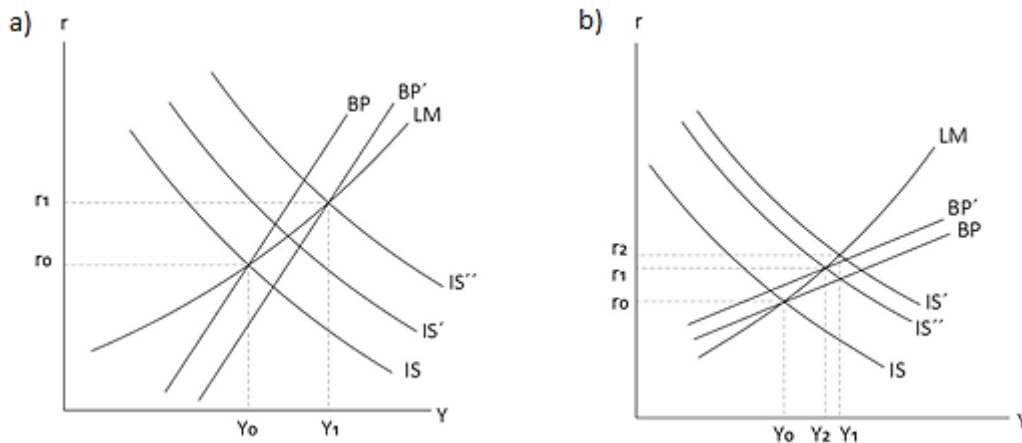 a)
r
BP
BP´
LM
r₁
r₀
IS´´
IS´
IS
Y₀
Y₁
Y
b)
r
LM
BP´
BP
r₂
r₁
r₀
IS´
IS´´
IS
Y₀
Y₂
Y₁
Y